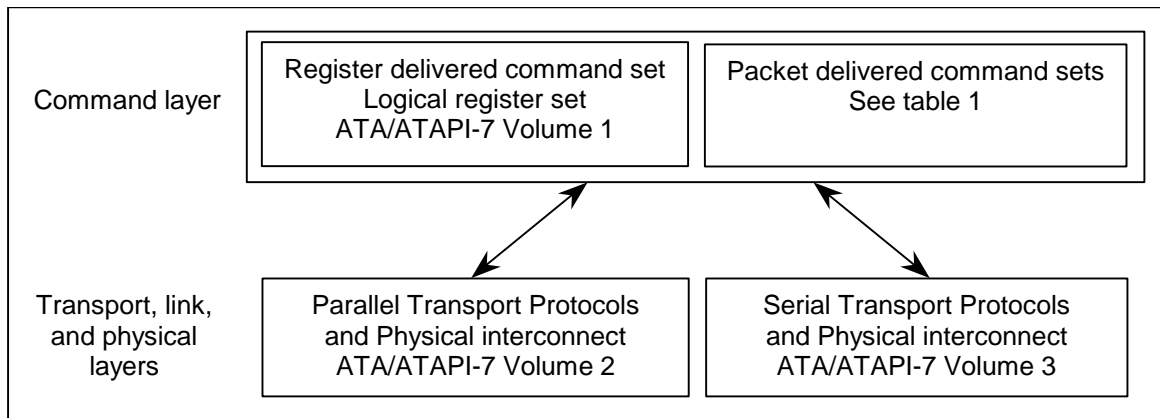 Command layer
Register delivered command set
Logical register set
ATA/ATAPI-7 Volume 1
Packet delivered command sets
See table 1
Transport, link,
and physical
layers
Parallel Transport Protocols
and Physical interconnect
ATA/ATAPI-7 Volume 2
Serial Transport Protocols
and Physical interconnect
ATA/ATAPI-7 Volume 3